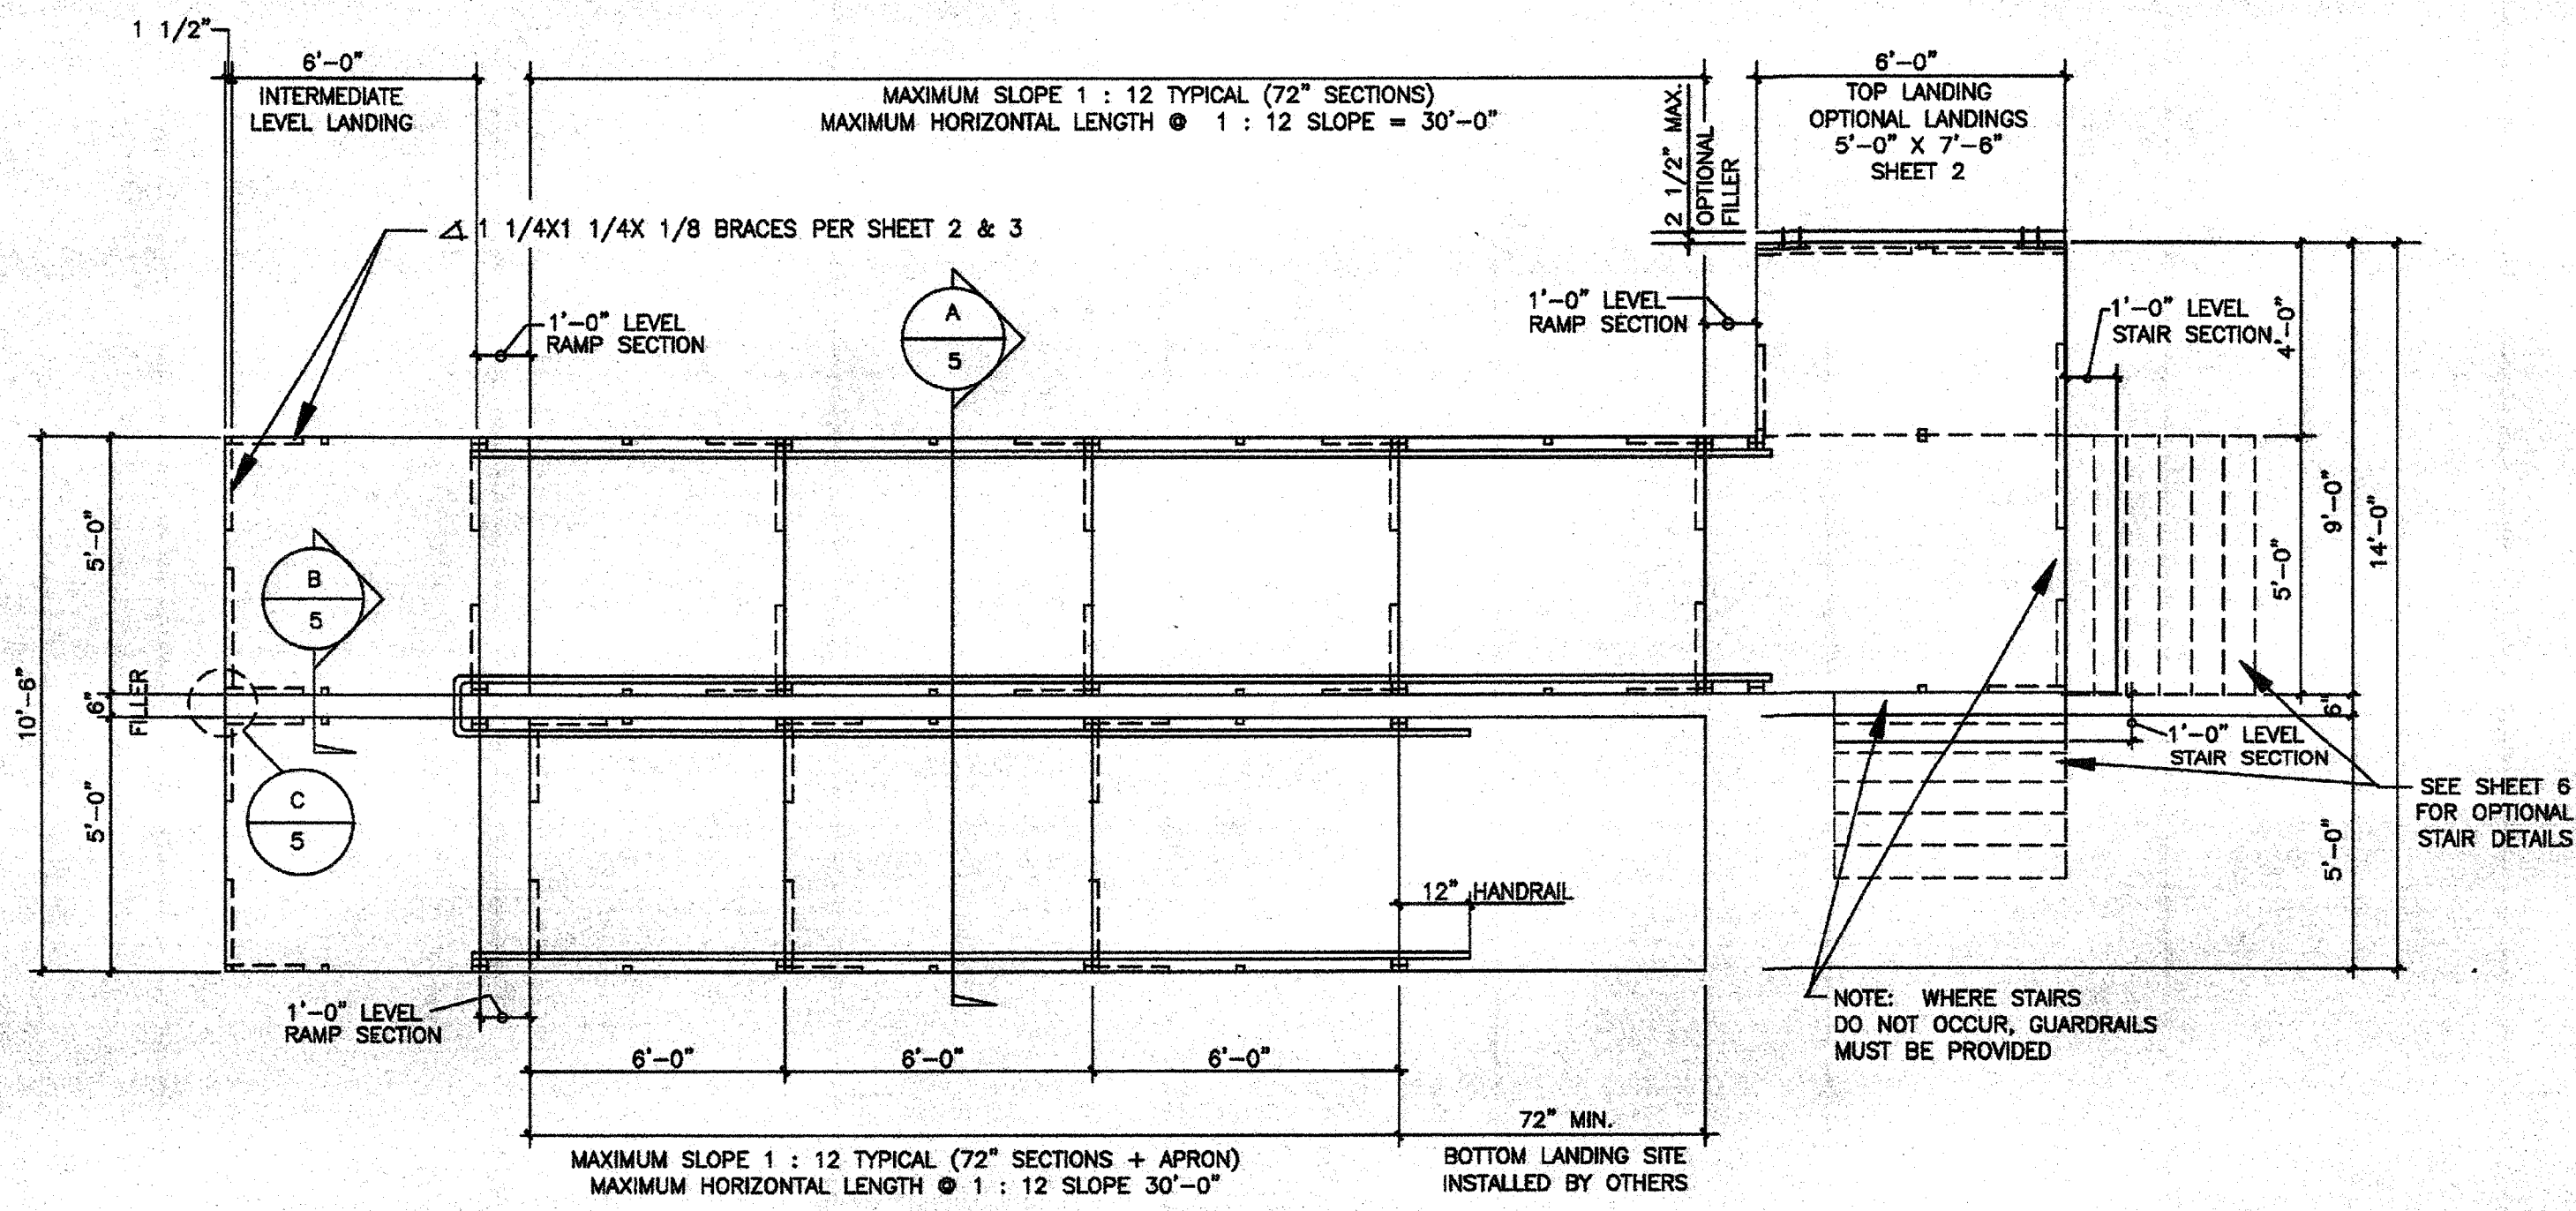 1 1/2"
6'-0"
INTERMEDIATE
LEVEL LANDING
MAXIMUM SLOPE 1 : 12 TYPICAL (72" SECTIONS)
MAXIMUM HORIZONTAL LENGTH @ 1 : 12 SLOPE = 30'-0"
2 1/2" MAX.
OPTIONAL
FILLER
6'-0"
TOP LANDING
OPTIONAL LANDINGS
5'-0" X 7'-6"
SHEET 2
∠ 1 1/4X1 1/4X 1/8 BRACES PER SHEET 2 & 3
1'-0" LEVEL
RAMP SECTION
A
5
1'-0" LEVEL
RAMP SECTION
1'-0" LEVEL
STAIR SECTION
4'-0"
5'-0"
9'-0"
14'-0"
5'-0"
B
5
10'-6"
6"
FILLER
C
5
5'-0"
6"
1'-0" LEVEL
STAIR SECTION
SEE SHEET 6
FOR OPTIONAL
STAIR DETAILS
5'-0"
12" HANDRAIL
1'-0" LEVEL
RAMP SECTION
NOTE: WHERE STAIRS
DO NOT OCCUR, GUARDRAILS
MUST BE PROVIDED
6'-0"
6'-0"
6'-0"
72" MIN.
MAXIMUM SLOPE 1 : 12 TYPICAL (72" SECTIONS + APRON)
MAXIMUM HORIZONTAL LENGTH @ 1 : 12 SLOPE 30'-0"
BOTTOM LANDING SITE
INSTALLED BY OTHERS